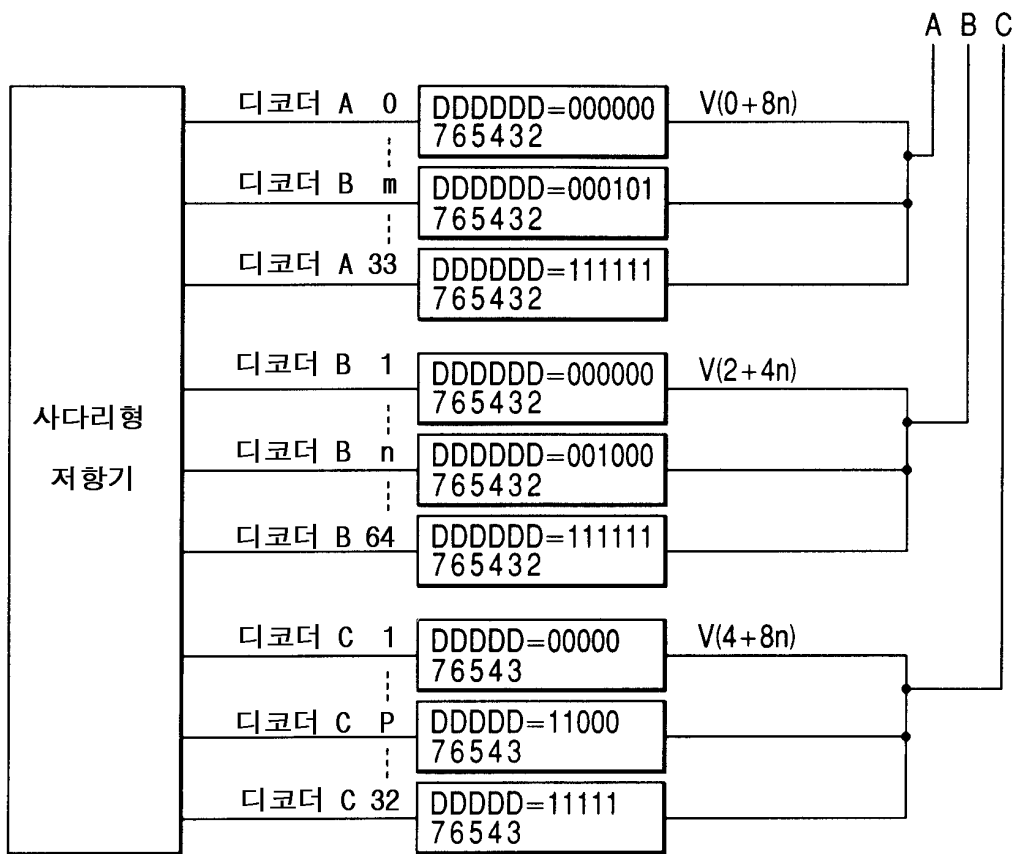 A B C
디코더 A 0
DDDDDD=000000
765432
V(0+8n)
디코더 B m
DDDDDD=000101
765432
디코더 A 33
DDDDDD=111111
765432
디코더 B 1
DDDDDD=000000
765432
V(2+4n)
사다리형
저항기
디코더 B n
DDDDDD=001000
765432
디코더 B 64
DDDDDD=111111
765432
디코더 C 1
DDDDD=00000
76543
V(4+8n)
디코더 C P
DDDDD=11000
76543
디코더 C 32
DDDDD=11111
76543